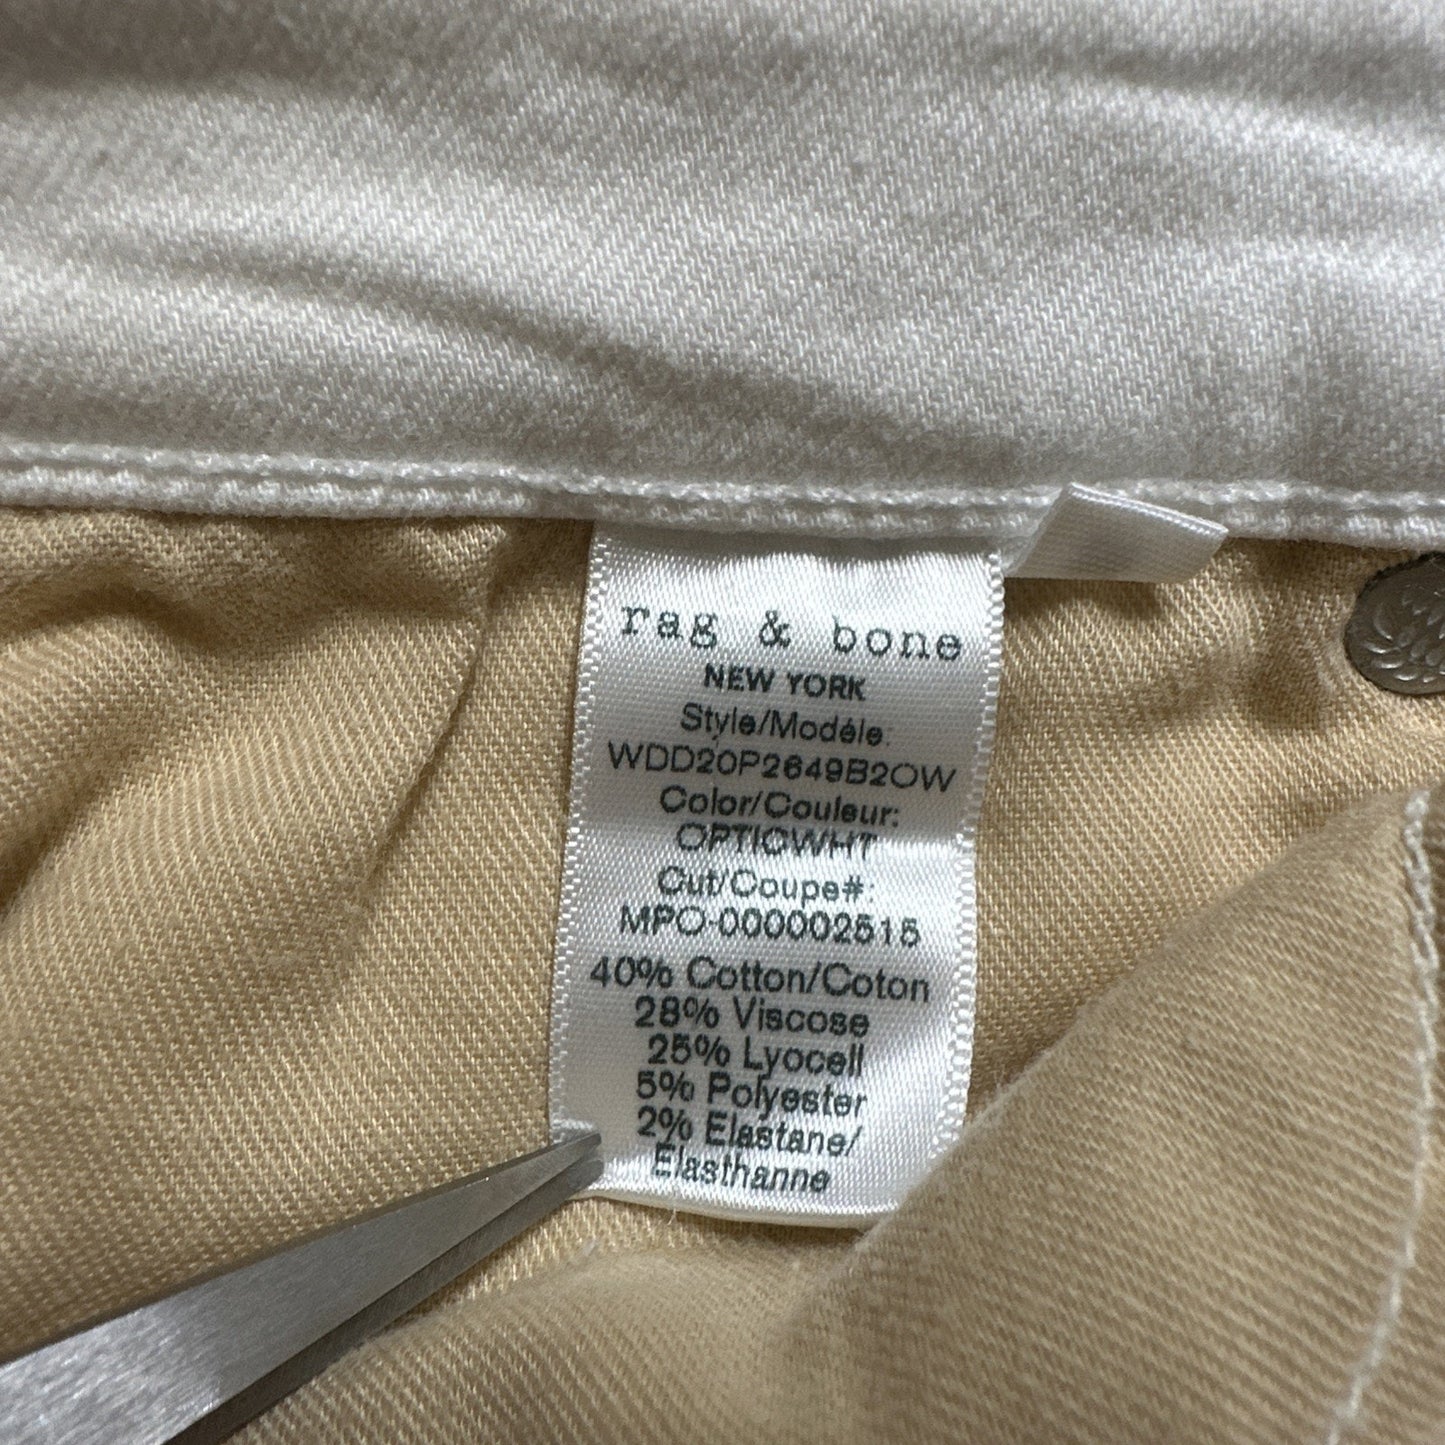 rag & bone
NEW YORK
Style/Modéle:
WDD20P2649B2OW
Color/Couleur:
OPTICWHT
Cut/Coupe#:
MPO-000002515
40% Cotton/Coton
28% Viscose
25% Lyocell
5% Polyester
2% Elastane/
Elasthanne